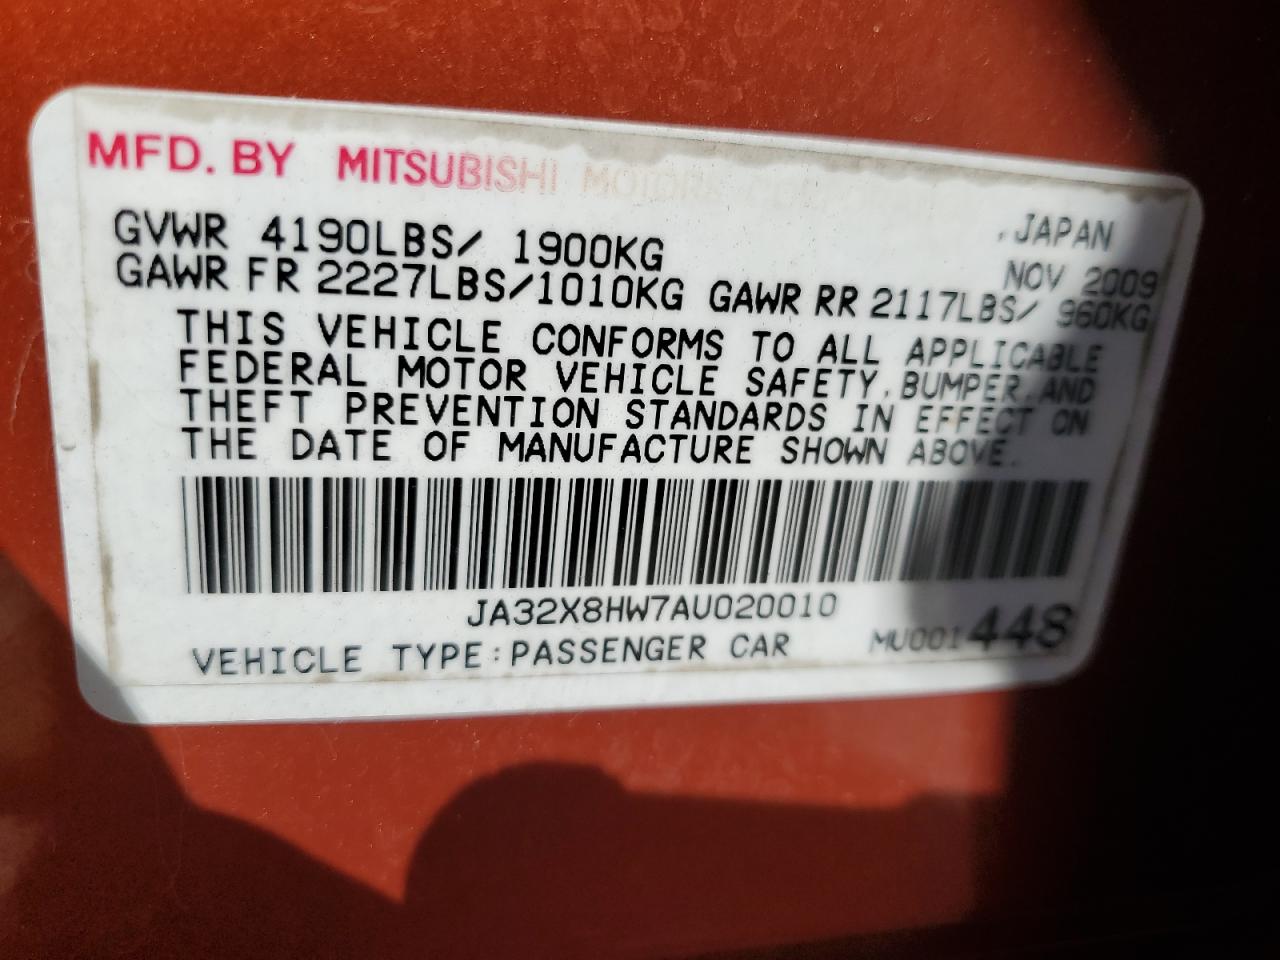 MFD. BY MITSUBISHI MOTORS
GVWR 4190LBS/ 1900KG , JAPAN
GAWR FR 2227LBS/1010KG GAWR RR 2117LBS/ 960KG NOV 2009
THIS VEHICLE CONFORMS TO ALL APPLICABLE
FEDERAL MOTOR VEHICLE SAFETY, BUMPER, AND
THEFT PREVENTION STANDARDS IN EFFECT ON
THE DATE OF MANUFACTURE SHOWN ABOVE.
JA32X8HW7AU020010
VEHICLE TYPE:PASSENGER CAR MU001448